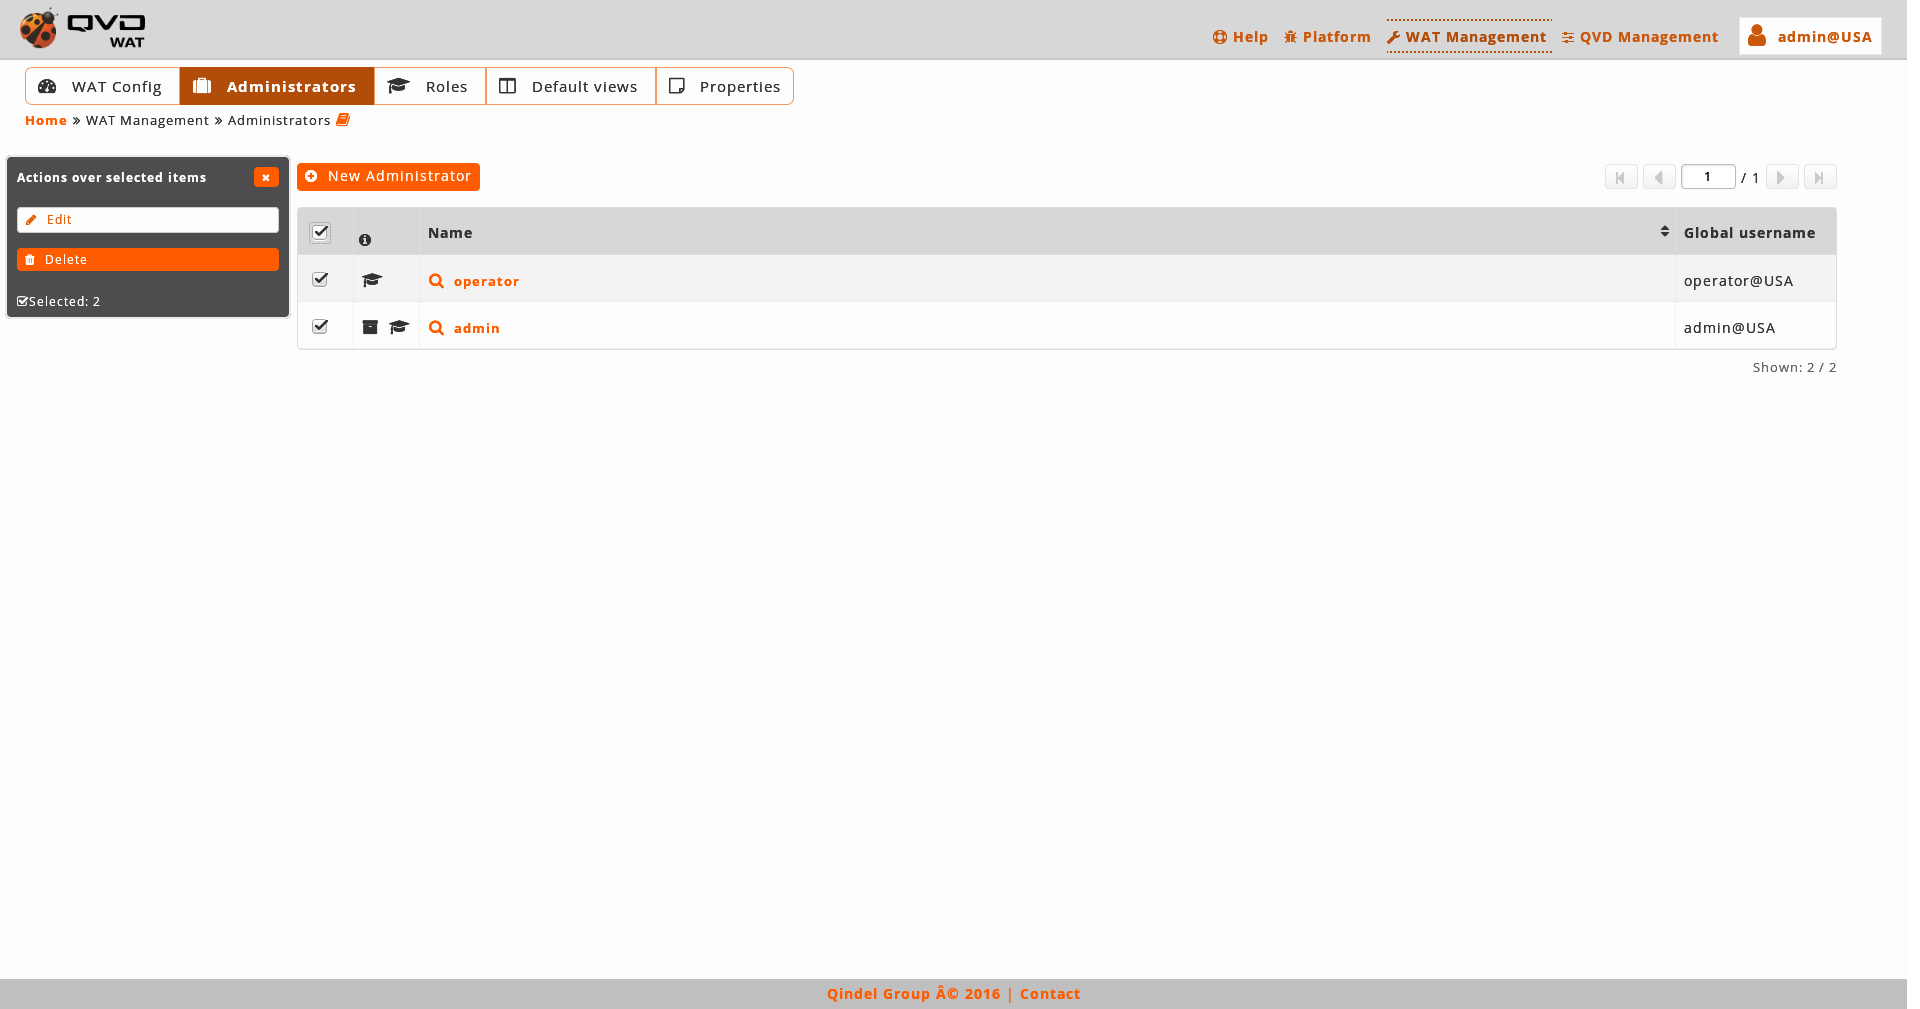 QVD
WAT
Help Platform WAT Management QVD Management admin@USA
WAT Config Administrators Roles Default views Properties
Home » WAT Management » Administrators
Actions over selected items
Edit
Delete
Selected: 2
New Administrator
1 / 1
Name Global username
operator operator@USA
admin admin@USA
Shown: 2 / 2
Qindel Group Â© 2016 | Contact